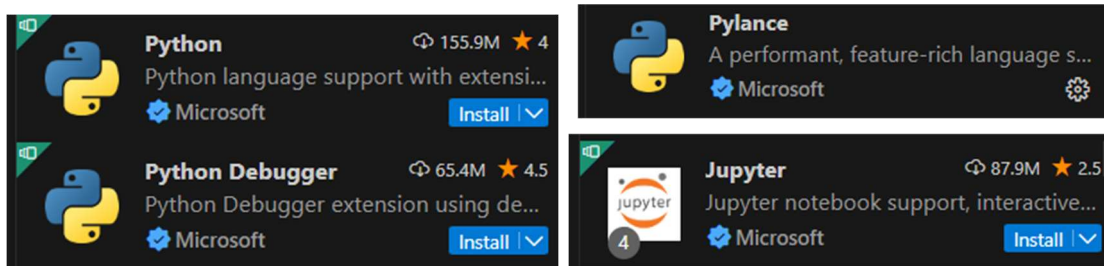 Python 155.9M 4
Python language support with extensi...
Microsoft Install
Python Debugger 65.4M 4.5
Python Debugger extension using de...
Microsoft Install
Pylance
A performant, feature-rich language s...
Microsoft
Jupyter 87.9M 2.5
jupyter
Jupyter notebook support, interactive...
4
Microsoft Install